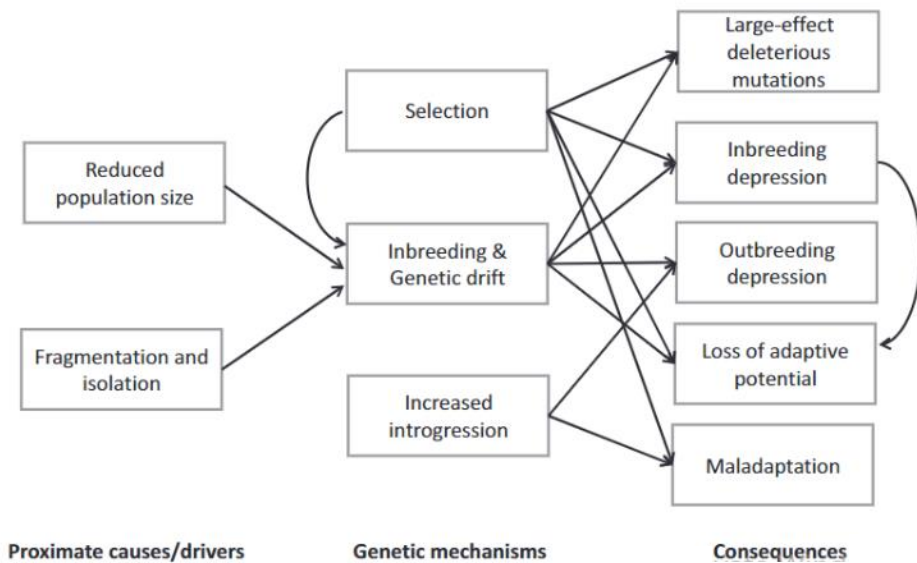 Large-effect
deleterious
mutations
Selection
Reduced
population size
Inbreeding
depression
Inbreeding &
Genetic drift
Outbreeding
depression
Fragmentation and
isolation
Loss of adaptive
potential
Increased
introgression
Maladaptation
Proximate causes/drivers
Genetic mechanisms
Consequences